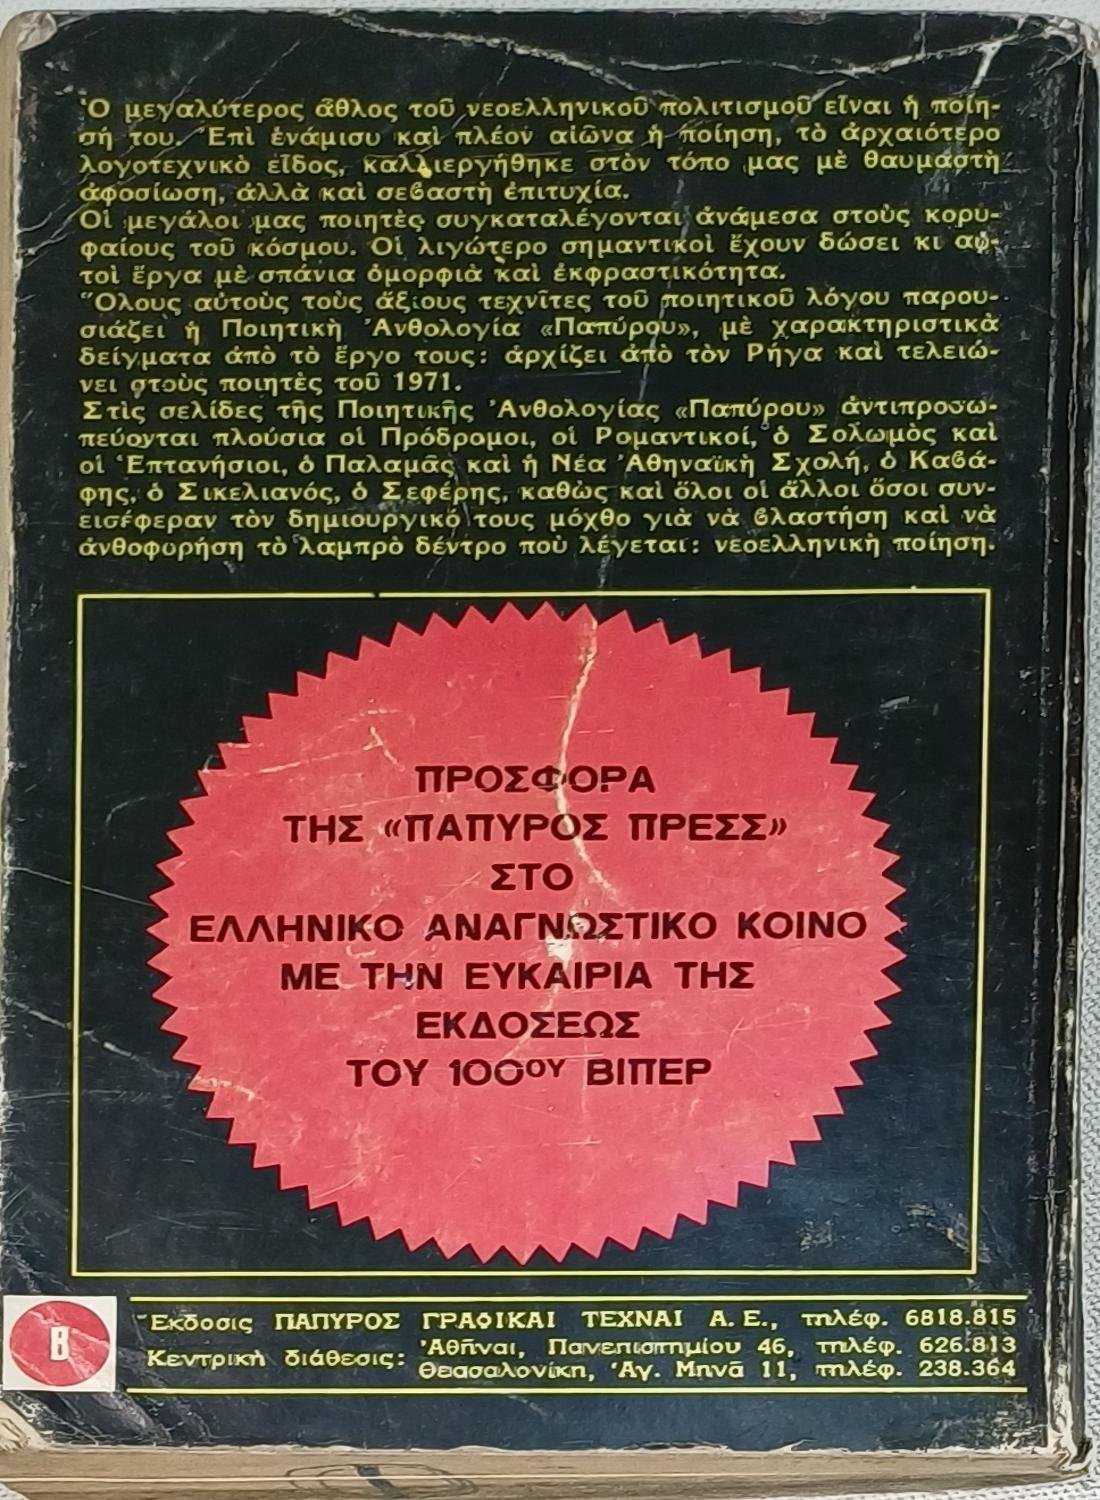 Ὁ μεγαλύτερος ἆθλος τοῦ νεοελληνικοῦ πολιτισμοῦ εἶναι ἡ ποίη-
σή του. Ἐπὶ ἑνάμισυ καὶ πλέον αἰῶνα ἡ ποίηση, τὸ ἀρχαιότερο
λογοτεχνικὸ εἶδος, καλλιεργήθηκε στὸν τόπο μας μὲ θαυμαστὴ
ἀφοσίωση, ἀλλὰ καὶ σεβαστὴ ἐπιτυχία.
Οἱ μεγάλοι μας ποιητὲς συγκαταλέγονται ἀνάμεσα στοὺς κορυ-
φαίους τοῦ κόσμου. Οἱ λιγώτερο σημαντικοὶ ἔχουν δώσει κι αὐ-
τοὶ ἔργα μὲ σπάνια ὀμορφιὰ καὶ ἐκφραστικότητα.
Ὅλους αὐτοὺς τοὺς ἄξιους τεχνῖτες τοῦ ποιητικοῦ λόγου παρου-
σιάζει ἡ Ποιητικὴ Ἀνθολογία «Παπύρου», μὲ χαρακτηριστικὰ
δείγματα ἀπὸ τὸ ἔργο τους: ἀρχίζει ἀπὸ τὸν Ρήγα καὶ τελειώ-
νει στοὺς ποιητὲς τοῦ 1971.
Στὶς σελίδες τῆς Ποιητικῆς Ἀνθολογίας «Παπύρου» ἀντιπροσω-
πεύονται πλούσια οἱ Πρόδρομοι, οἱ Ρομαντικοί, ὁ Σολωμὸς καὶ
οἱ Ἑπτανήσιοι, ὁ Παλαμᾶς καὶ ἡ Νέα Ἀθηναϊκὴ Σχολή, ὁ Καβά-
φης, ὁ Σικελιανός, ὁ Σεφέρης, καθὼς καὶ ὅλοι οἱ ἄλλοι ὅσοι συν-
εισέφεραν τὸν δημιουργικό τους μόχθο γιὰ νὰ βλαστήση καὶ νὰ
ἀνθοφορήση τὸ λαμπρὸ δέντρο ποὺ λέγεται: νεοελληνικὴ ποίηση.
ΠΡΟΣΦΟΡΑ
ΤΗΣ «ΠΑΠΥΡΟΣ ΠΡΕΣΣ»
ΣΤΟ
ΕΛΛΗΝΙΚΟ ΑΝΑΓΝΩΣΤΙΚΟ ΚΟΙΝΟ
ΜΕ ΤΗΝ ΕΥΚΑΙΡΙΑ ΤΗΣ
ΕΚΔΟΣΕΩΣ
ΤΟΥ 100ΟΥ ΒΙΠΕΡ
Β
Ἔκδοσις ΠΑΠΥΡΟΣ ΓΡΑΦΙΚΑΙ ΤΕΧΝΑΙ Α.Ε., τηλέφ. 6818.815
Κεντρικὴ διάθεσις: Ἀθῆναι, Πανεπιστημίου 46, τηλέφ. 626.813
Θεσσαλονίκη, Ἁγ. Μηνᾶ 11, τηλέφ. 238.364